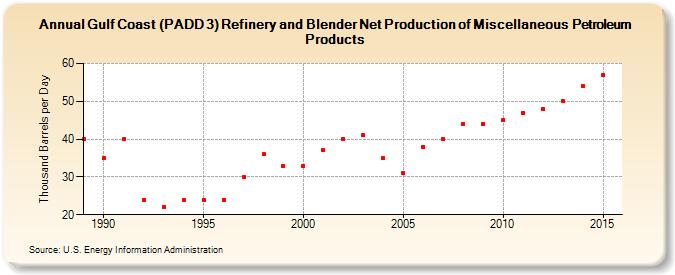 Annual Gulf Coast (PADD 3) Refinery and Blender Net Production of Miscellaneous Petroleum
Products
Thousand Barrels per Day
60
50
40
30
20
1990
1995
2000
2005
2010
2015
Source: U.S. Energy Information Administration